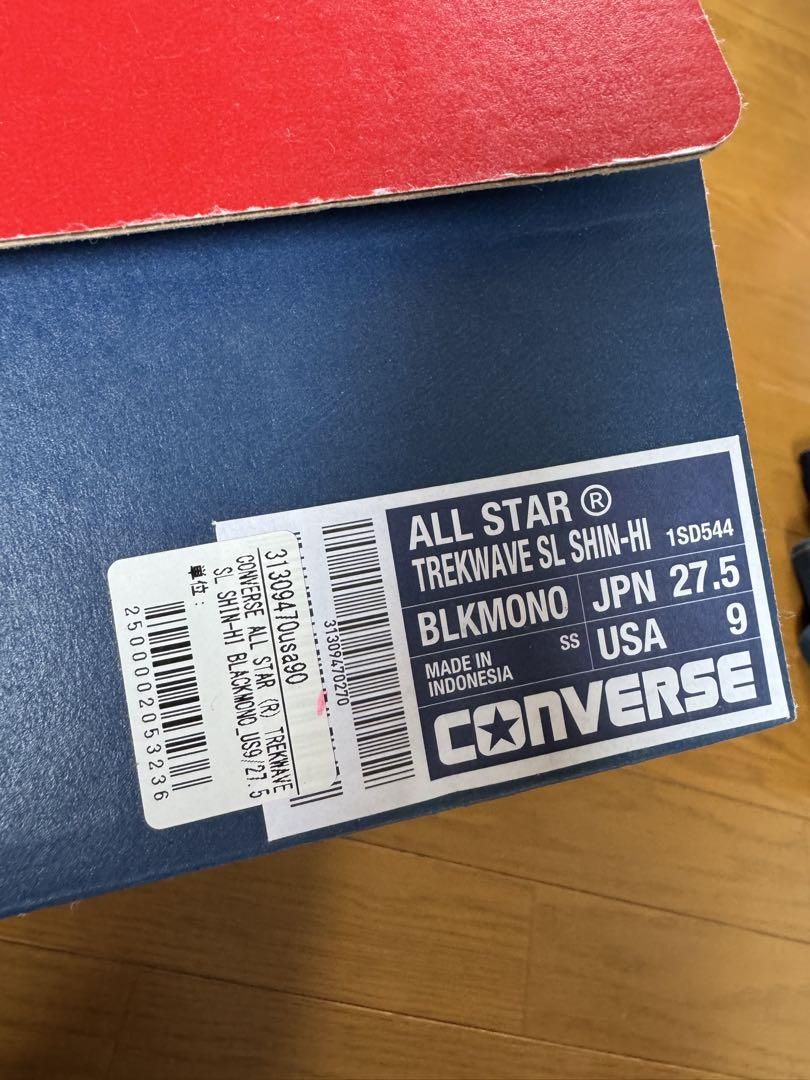 ALL STAR ®
TREKWAVE SL SHIN-HI 1SD544
BLKMONO JPN 27.5
SS USA 9
MADE IN
INDONESIA
CONVERSE
31309470270
31309470usa90
CONVERSE ALL STAR (R) TREKWAVE
SL SHIN-HI BLACKMONO_US9/27.5
単位:
2500002053236